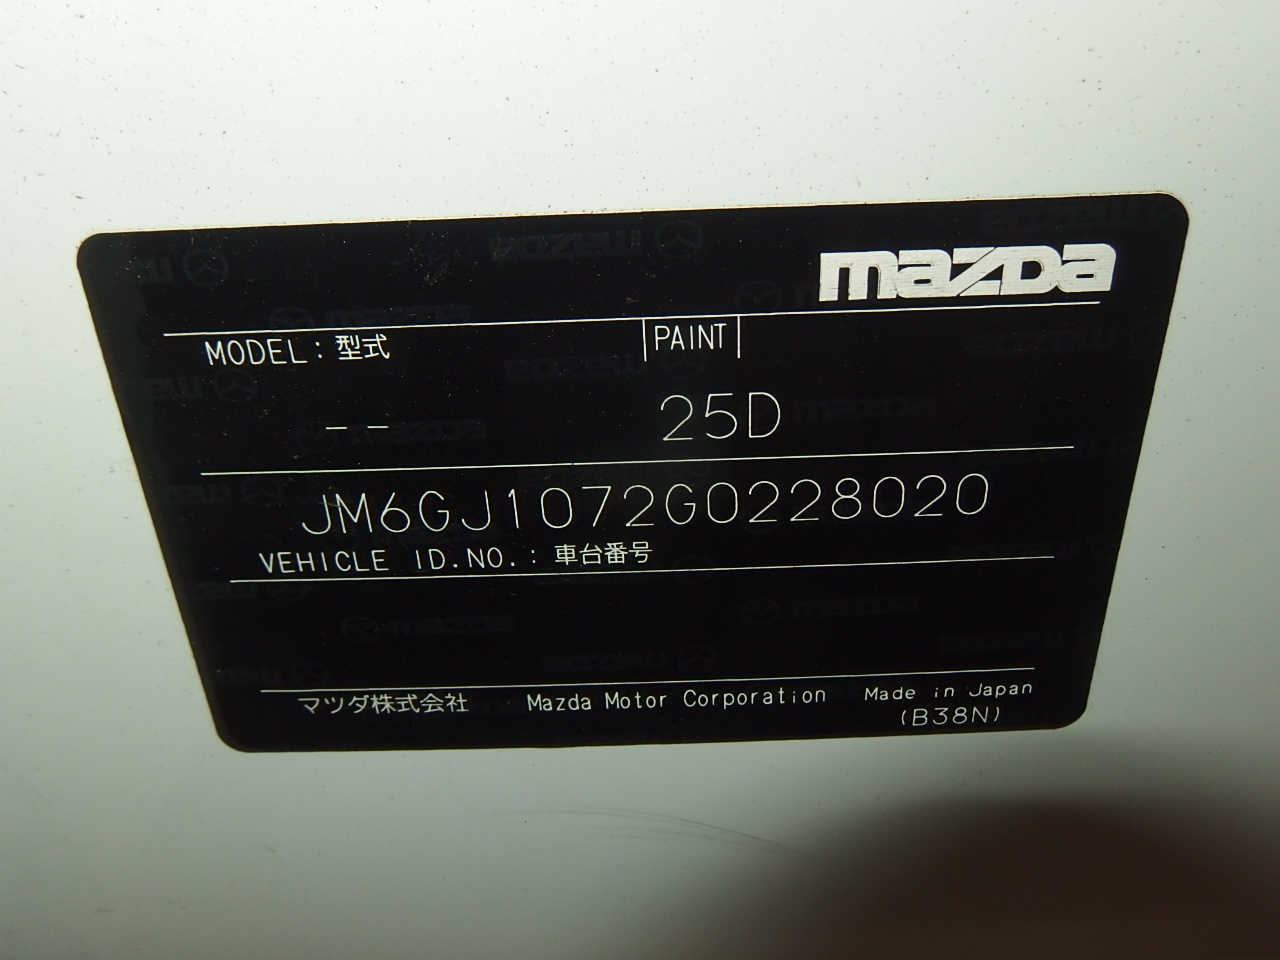 mazda
MODEL: 型式 PAINT
-- 25D
JM6GJ1072G0228020
VEHICLE ID.NO.: 車台番号
マツダ株式会社 Mazda Motor Corporation Made in Japan
(B38N)